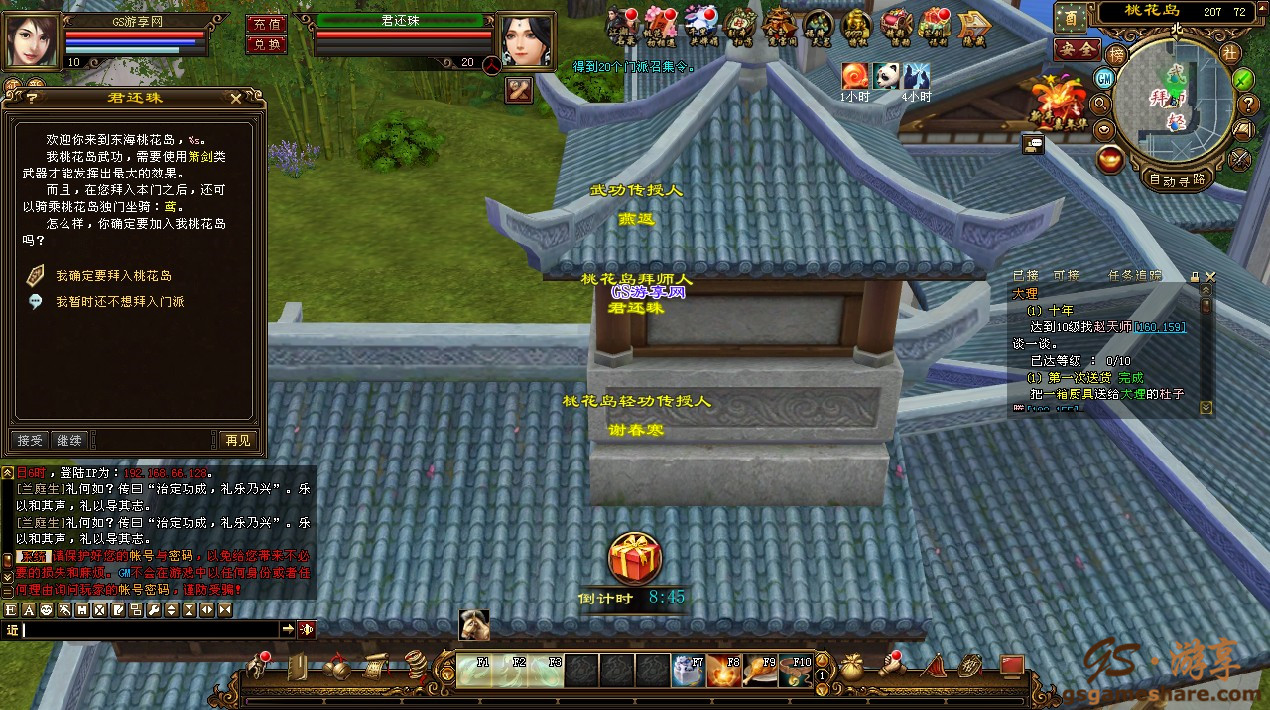 GS游享网
10
充值
兑换
君还珠
20
得到20个门派召集令。
1小时
4小时
酉
桃花岛
207 72
北
安全
榜
社
GM
武
拜师
轻
自动寻路
君还珠
欢迎你来到东海桃花岛，%s。
我桃花岛武功，需要使用箫剑类
武器才能发挥出最大的效果。
而且，在您拜入本门之后，还可
以骑乘桃花岛独门坐骑：鸢。
怎么样，你确定要加入我桃花岛
吗？
我确定要拜入桃花岛
我暂时还不想拜入门派
接受
继续
再见
武功传授人
燕返
桃花岛拜师人
GS游享网
君还珠
桃花岛轻功传授人
谢春寒
已接
可接
任务追踪
大理
(1) 十年
达到10级找赵天师[160,159]
谈一谈。
已达等级 ： 0/10
(1) 第一次送货 完成
把一箱炭具送给大理的杜子
日6时，登陆IP为：192.168.66.128。
[兰庭生]礼何如？传曰“治定功成，礼乐乃兴”。乐
以和其声，礼以导其志。
[兰庭生]礼何如？传曰“治定功成，礼乐乃兴”。乐
以和其声，礼以导其志。
系统 请保护好您的帐号与密码，以免给您带来不必
要的损失和麻烦。GM不会在游戏中以任何身份或者任
何理由询问玩家的帐号密码，谨防受骗！
近
倒计时 8:45
F1
F2
F3
F7
F8
F9
F10
1
GS·游享
gsgameshare.com